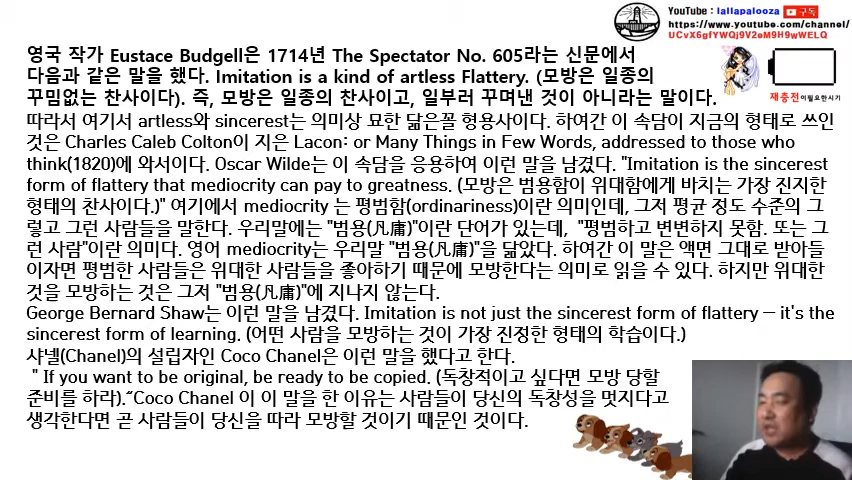 YouTube : lallapalooza 구독
https://www.youtube.com/channel/
UCvX6gfYWQj9V2eM9H9wWELQ
영국 작가 Eustace Budgell은 1714년 The Spectator No. 605라는 신문에서
다음과 같은 말을 했다. Imitation is a kind of artless Flattery. (모방은 일종의
꾸밈없는 찬사이다). 즉, 모방은 일종의 찬사이고, 일부러 꾸며낸 것이 아니라는 말이다.
재충전이필요한시기
따라서 여기서 artless와 sincerest는 의미상 묘한 닮은꼴 형용사이다. 하여간 이 속담이 지금의 형태로 쓰인
것은 Charles Caleb Colton이 지은 Lacon: or Many Things in Few Words, addressed to those who
think(1820)에 와서이다. Oscar Wilde는 이 속담을 응용하여 이런 말을 남겼다. "Imitation is the sincerest
form of flattery that mediocrity can pay to greatness. (모방은 범용함이 위대함에게 바치는 가장 진지한
형태의 찬사이다.)" 여기에서 mediocrity 는 평범함(ordinariness)이란 의미인데, 그저 평균 정도 수준의 그
렇고 그런 사람들을 말한다. 우리말에는 "범용(凡庸)"이란 단어가 있는데, "평범하고 변변하지 못함. 또는 그
런 사람"이란 의미다. 영어 mediocrity는 우리말 "범용(凡庸)"을 닮았다. 하여간 이 말은 액면 그대로 받아들
이자면 평범한 사람들은 위대한 사람들을 좋아하기 때문에 모방한다는 의미로 읽을 수 있다. 하지만 위대한
것을 모방하는 것은 그저 "범용(凡庸)"에 지나지 않는다.
George Bernard Shaw는 이런 말을 남겼다. Imitation is not just the sincerest form of flattery – it's the
sincerest form of learning. (어떤 사람을 모방하는 것이 가장 진정한 형태의 학습이다.)
샤넬(Chanel)의 설립자인 Coco Chanel은 이런 말을 했다고 한다.
" If you want to be original, be ready to be copied. (독창적이고 싶다면 모방 당할
준비를 하라).“Coco Chanel 이 이 말을 한 이유는 사람들이 당신의 독창성을 멋지다고
생각한다면 곧 사람들이 당신을 따라 모방할 것이기 때문인 것이다.